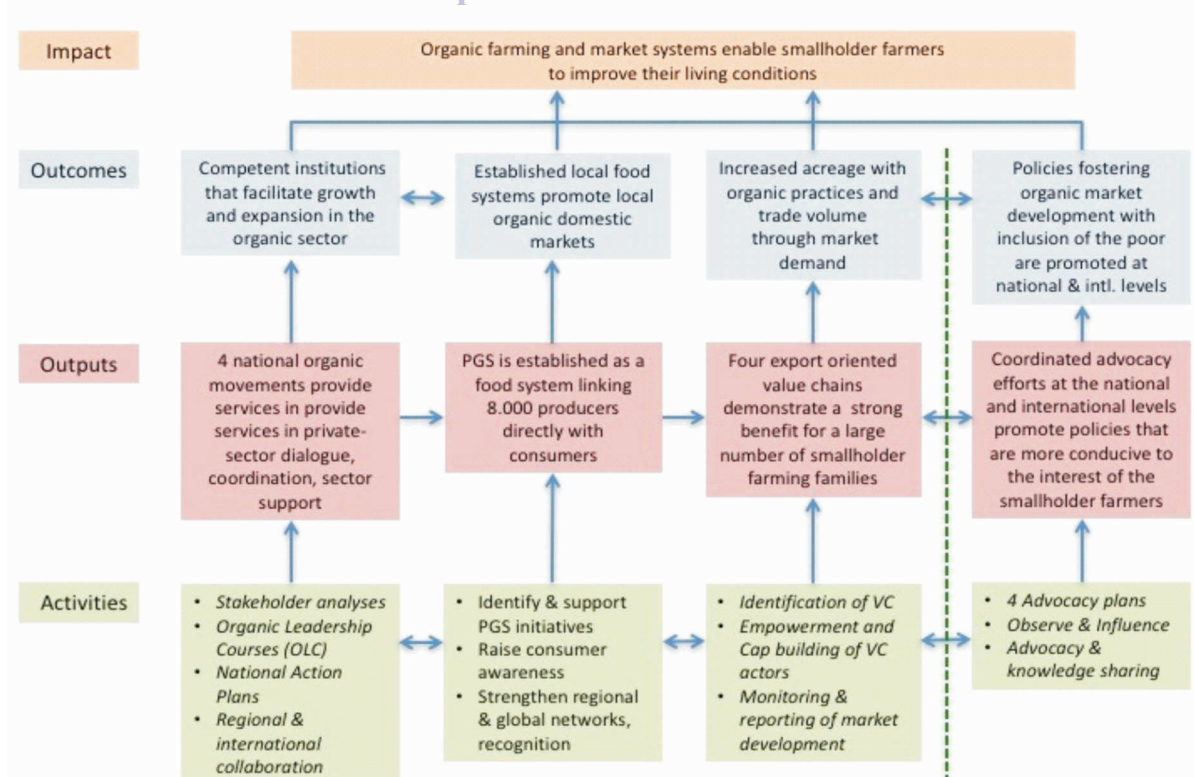 Impact
Organic farming and market systems enable smallholder farmers
to improve their living conditions
Outcomes
Competent institutions
that facilitate growth
and expansion in the
organic sector
Established local food
systems promote local
organic domestic
markets
Increased acreage with
organic practices and
trade volume
through market
demand
Policies fostering
organic market
development with
inclusion of the poor
are promoted at
national & intl. levels
Outputs
4 national organic
movements provide
services in provide
services in private-
sector dialogue,
coordination, sector
support
PGS is established as a
food system linking
8.000 producers
directly with
consumers
Four export oriented
value chains
demonstrate a strong
benefit for a large
number of smallholder
farming families
Coordinated advocacy
efforts at the national
and international levels
promote policies that
are more conducive to
the interest of the
smallholder farmers
Activities
• Stakeholder analyses
• Organic Leadership
Courses (OLC)
• National Action
Plans
• Regional &
international
collaboration
• Identify & support
PGS initiatives
• Raise consumer
awareness
• Strengthen regional
& global networks,
recognition
• Identification of VC
• Empowerment and
Cap building of VC
actors
• Monitoring &
reporting of market
development
• 4 Advocacy plans
• Observe & Influence
• Advocacy &
knowledge sharing